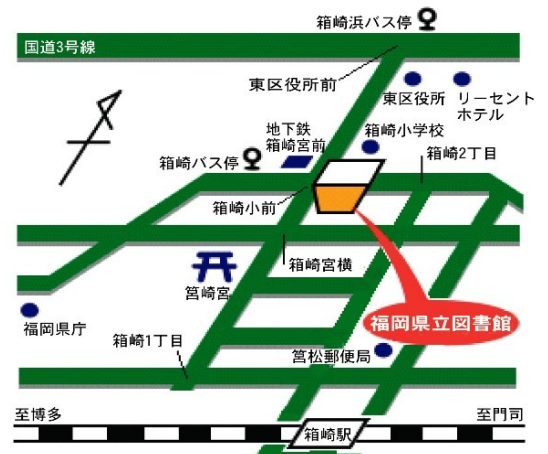 箱崎浜バス停
国道3号線
東区役所前
東区役所
リーセント
ホテル
地下鉄
箱崎宮前
箱崎小学校
箱崎バス停
箱崎2丁目
箱崎小前
箱崎宮横
筥崎宮
福岡県庁
福岡県立図書館
箱崎1丁目
筥松郵便局
至博多
至門司
箱崎駅